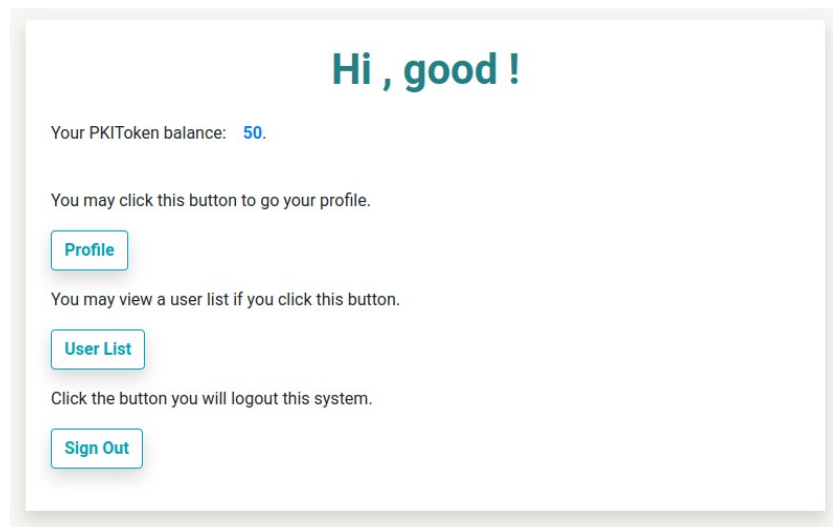 Hi , good !
Your PKIToken balance: 50.
You may click this button to go your profile.
Profile
You may view a user list if you click this button.
User List
Click the button you will logout this system.
Sign Out